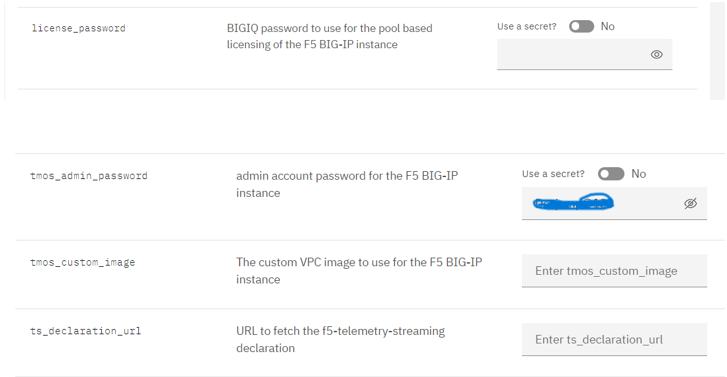 license_password BIGIQ password to use for the pool based Use a secret? No
licensing of the F5 BIG-IP instance
tmos_admin_password admin account password for the F5 BIG-IP Use a secret? No
instance
tmos_custom_image The custom VPC image to use for the F5 BIG-IP Enter tmos_custom_image
instance
ts_declaration_url URL to fetch the f5-telemetry-streaming Enter ts_declaration_url
declaration